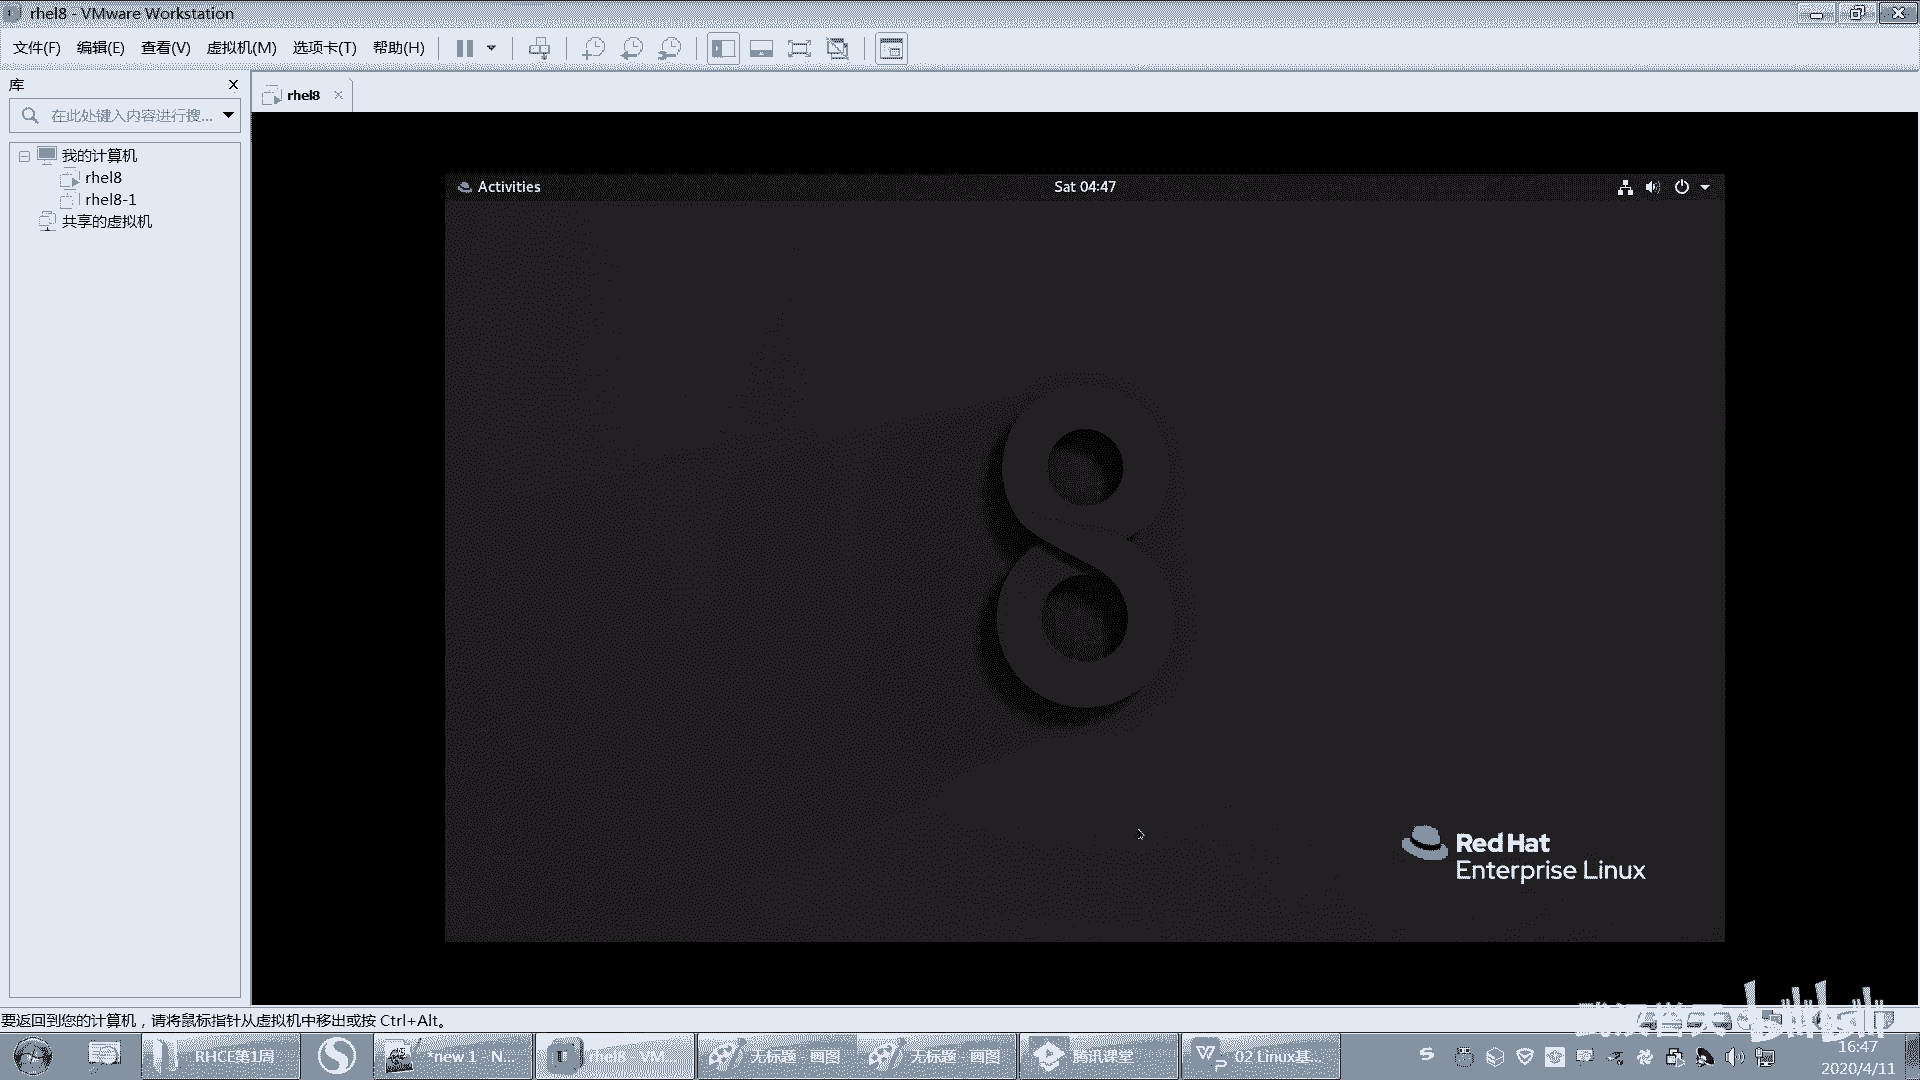 rhel8 - VMware Workstation
文件(F) 编辑(E) 查看(V) 虚拟机(M) 选项卡(T) 帮助(H)
库
rhel8
在此处键入内容进行搜...
我的计算机
rhel8
rhel8-1
共享的虚拟机
Activities
Sat 04:47
Red Hat
Enterprise Linux
要返回到您的计算机，请将鼠标指针从虚拟机中移出或按 Ctrl+Alt。
bilibili
RHCE第1周
*new 1 - N...
rhel8 - VM...
无标题 - 画图
无标题 - 画图
腾讯课堂
02 Linux基...
16:47
2020/4/11